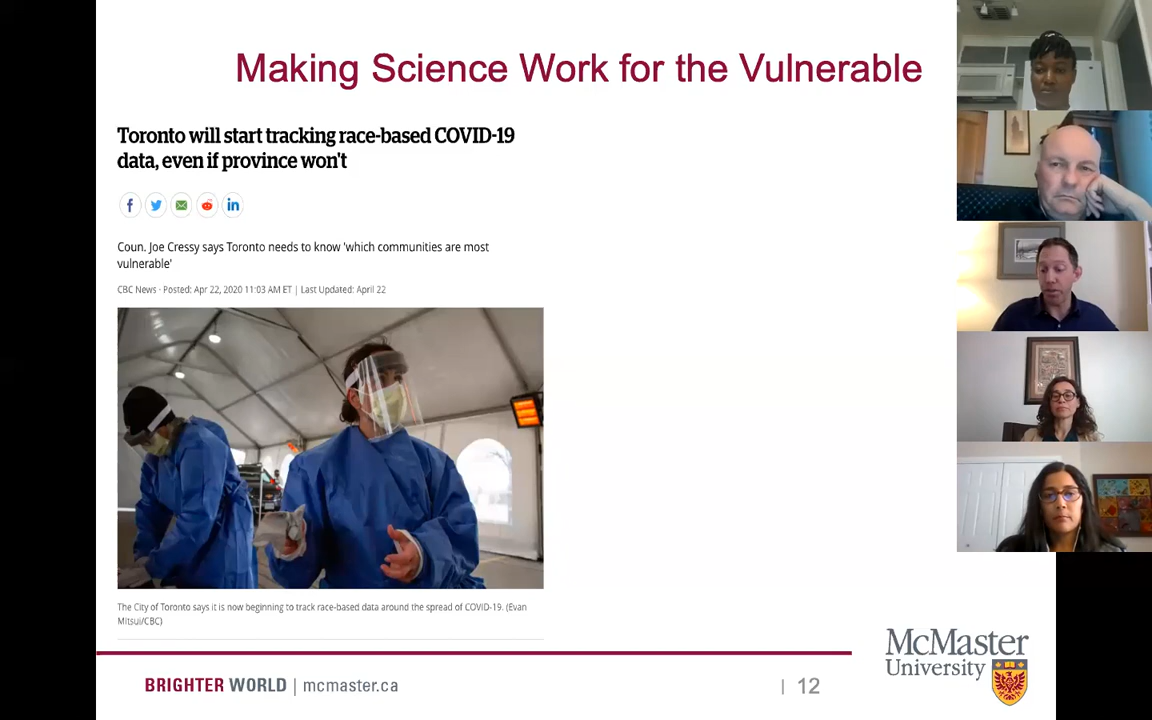 Making Science Work for the Vulnerable
Toronto will start tracking race-based COVID-19
data, even if province won't
Coun. Joe Cressy says Toronto needs to know 'which communities are most
vulnerable'
CBC News · Posted: Apr 22, 2020 11:03 AM ET | Last Updated: April 22
The City of Toronto says it is now beginning to track race-based data around the spread of COVID-19. (Evan
Mitsui/CBC)
McMaster
University
BRIGHTER WORLD | mcmaster.ca
| 12